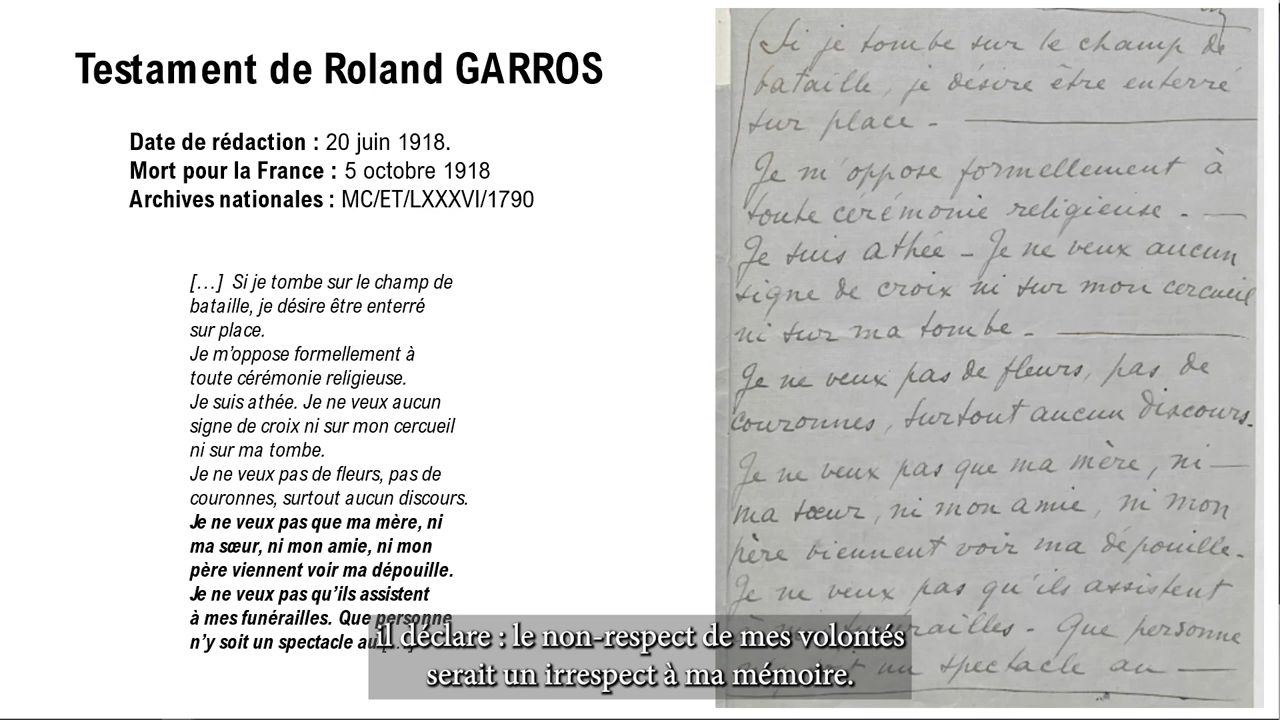 Testament de Roland GARROS
Date de rédaction : 20 juin 1918.
Mort pour la France : 5 octobre 1918
Archives nationales : MC/ET/LXXXVI/1790
[…] Si je tombe sur le champ de
bataille, je désire être enterré
sur place.
Je m’oppose formellement à
toute cérémonie religieuse.
Je suis athée. Je ne veux aucun
signe de croix ni sur mon cercueil
ni sur ma tombe.
Je ne veux pas de fleurs, pas de
couronnes, surtout aucun discours.
Je ne veux pas que ma mère, ni
ma sœur, ni mon amie, ni mon
père viennent voir ma dépouille.
Je ne veux pas qu’ils assistent
à mes funérailles. Que personne
n’y soit un spectacle au
Si je tombe sur le champ de
bataille, je désire être enterré
sur place -
Je m'oppose formellement à
toute cérémonie religieuse. -
Je suis athée - Je ne veux aucun
signe de croix ni sur mon cercueil
ni sur ma tombe -
Je ne veux pas de fleurs, pas de
couronnes, surtout aucun discours.
Je ne veux pas que ma mère, ni
ma sœur, ni mon amie, ni mon
père viennent voir ma dépouille.
Je ne veux pas qu'ils assistent
funérailles - Que personne
un spectacle au
il déclare : le non-respect de mes volontés
serait un irrespect à ma mémoire.